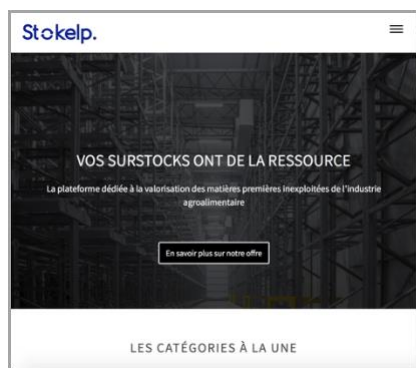 Stokelp.
VOS SURSTOCKS ONT DE LA RESSOURCE
La plateforme dédiée à la valorisation des matières premières inexploitées de l'industrie
agroalimentaire
En savoir plus sur notre offre
LES CATÉGORIES À LA UNE